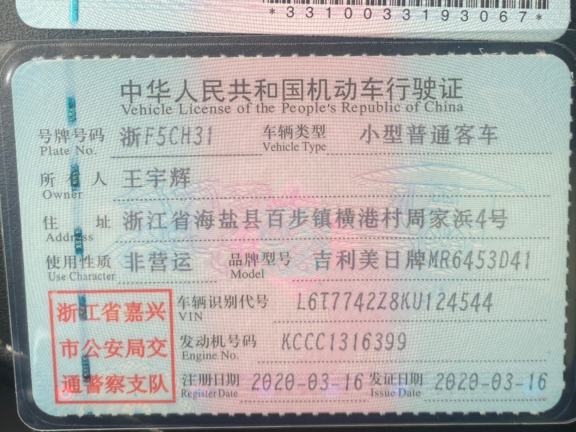 *3310033193067*
中华人民共和国机动车行驶证
Vehicle License of the People's Republic of China
号牌号码 浙F5CH31 车辆类型 小型普通客车
Plate No. Vehicle Type
所有人 王宇辉
Owner
住址 浙江省海盐县百步镇横港村周家浜4号
Address
使用性质 非营运 品牌型号 吉利美日牌MR6453D41
Use Character Model
浙江省嘉兴
市公安局交
通警察支队
车辆识别代号 L6T7742Z8KU124544
VIN
发动机号码 KCCC1316399
Engine No.
注册日期 2020-03-16 发证日期 2020-03-16
Register Date Issue Date